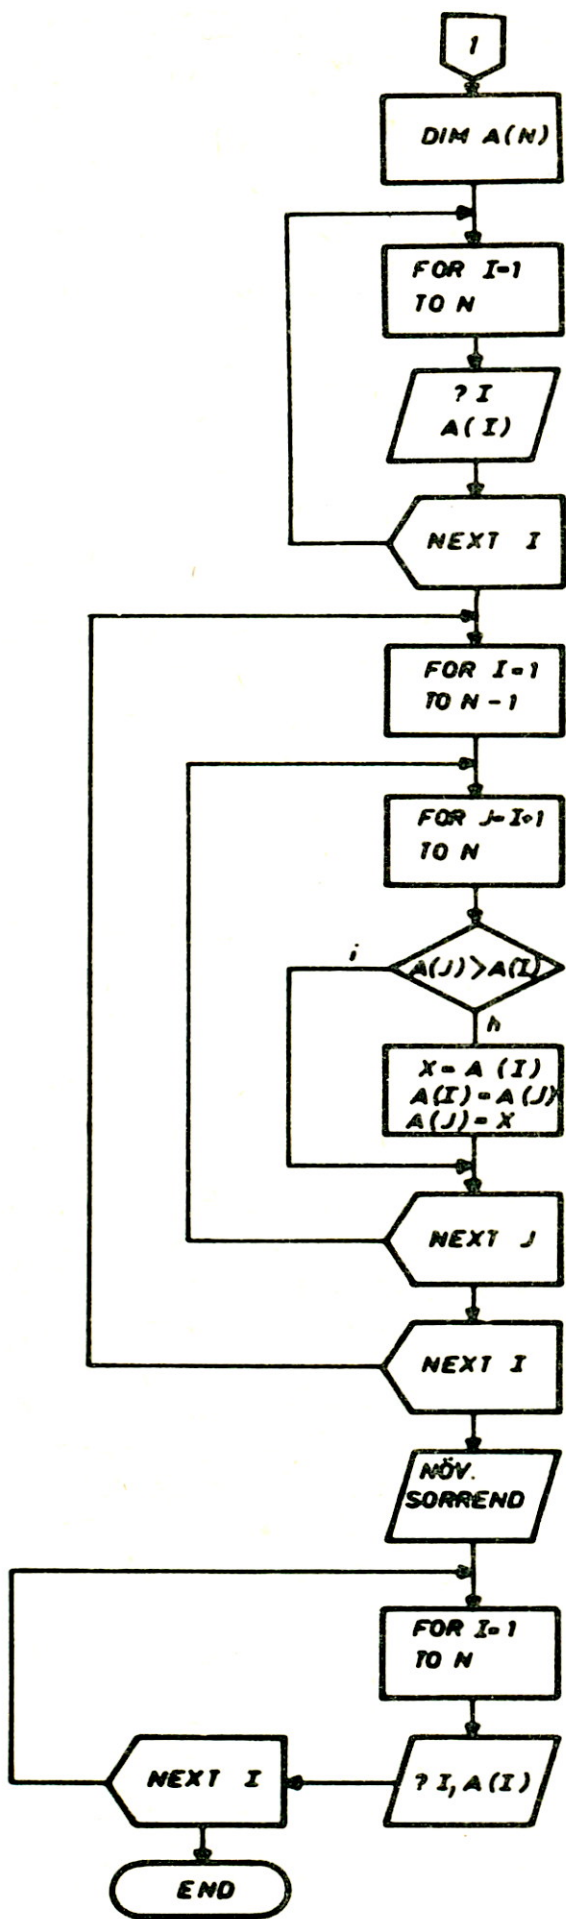 1
DIM A(N)
FOR I=1
TO N
? I
A(I)
NEXT I
FOR I=1
TO N-1
FOR J=I+1
TO N
i
A(J)>A(I)
h
X=A (I)
A(I)=A(J)
A(J)=X
NEXT J
NEXT I
NÖV.
SORREND
FOR I=1
TO N
NEXT I
? I, A(I)
END